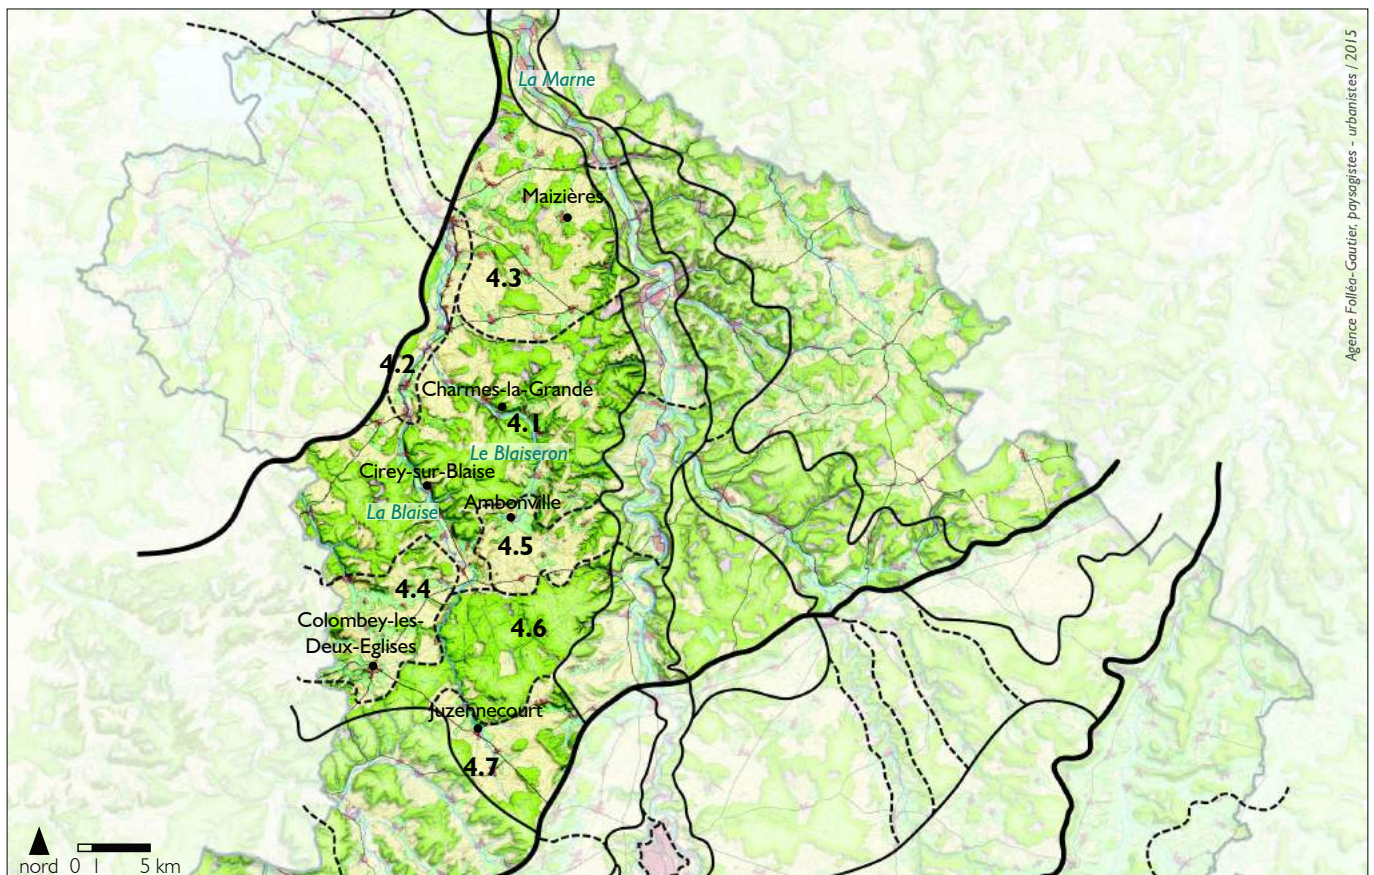 Agence Folléa-Gautier, paysagistes - urbanistes / 2015
La Marne
Maizières
4.3
4.2
Charmes-la-Grande
4.1
Le Blaiseron
Cirey-sur-Blaise
Ambonville
La Blaise
4.5
4.4
Colombey-les-
Deux-Eglises
4.6
Juzennecourt
4.7
nord 0 1 5 km